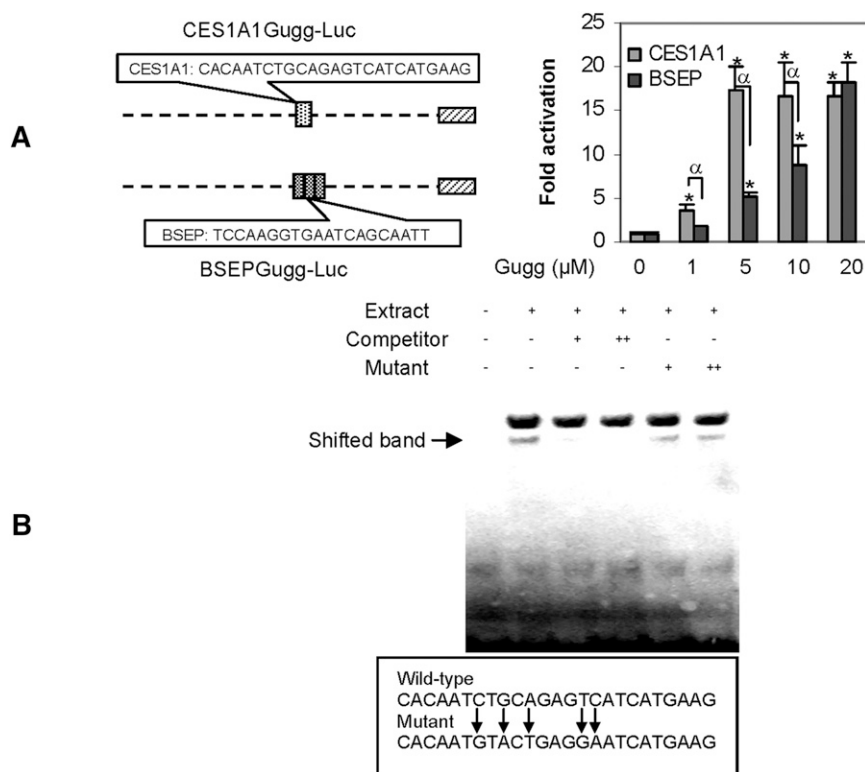 A
CES1A1Gugg-Luc
CES1A1: CACAATCTGCAGAGTCATCATGAAG
BSEP: TCCAAGGTGAATCAGCAATT
BSEPGugg-Luc
Fold activation
25
20
15
10
5
0
CES1A1
BSEP
* α * α * α * * *
* *
Gugg (µM) 0 1 5 10 20
B
Extract - + + + + +
Competitor - - + ++ - -
Mutant - - - - + ++
Shifted band
Wild-type
CACAATCTGCAGAGTCATCATGAAG
Mutant
CACAATGTACTGAGGAATCATGAAG